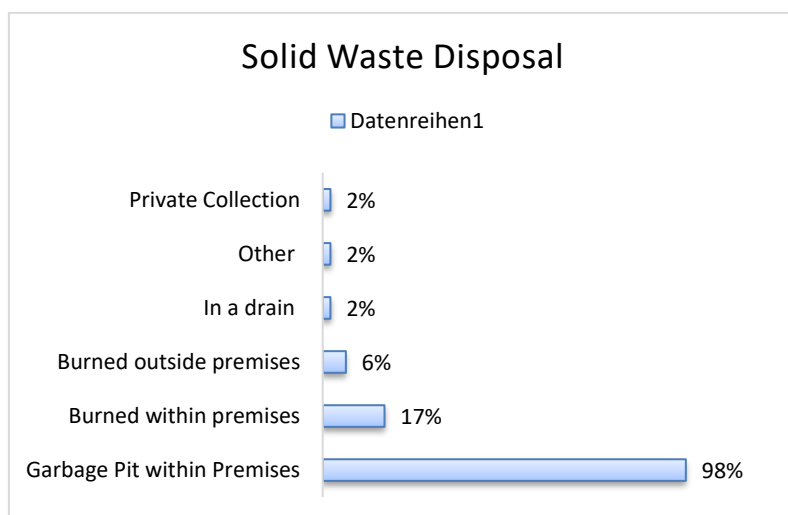 Solid Waste Disposal
Datenreihen1
Private Collection 2%
Other 2%
In a drain 2%
Burned outside premises 6%
Burned within premises 17%
Garbage Pit within Premises 98%